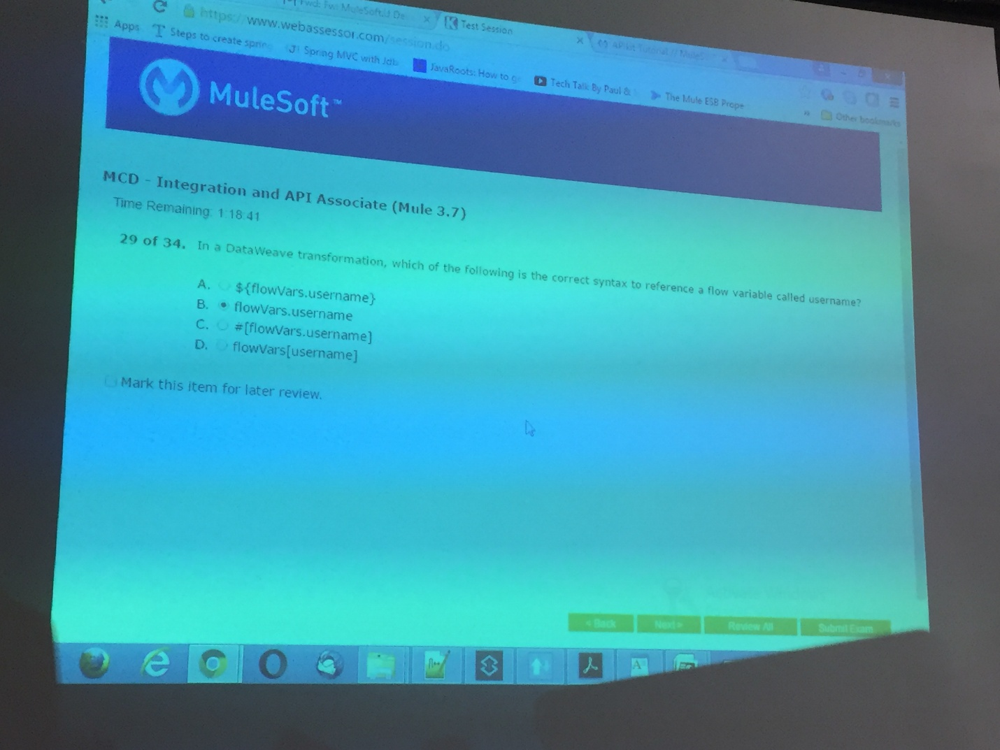 Fwd: Fw: MuleSoft
Test Session
https://www.webassessor.com/session.do
Apps
Steps to create spring
Spring MVC with Jdb
JavaRoots: How to g
Tech Talk By Paul &
The Mule ESB Prope
»
Other bookmarks
MuleSoft™
MCD - Integration and API Associate (Mule 3.7)
Time Remaining: 1:18:41
29 of 34. In a DataWeave transformation, which of the following is the correct syntax to reference a flow variable called username?
A. ${flowVars.username}
B. flowVars.username
C. #[flowVars.username]
D. flowVars[username]
Mark this item for later review.
< Back
Next >
Review All
Submit Exam